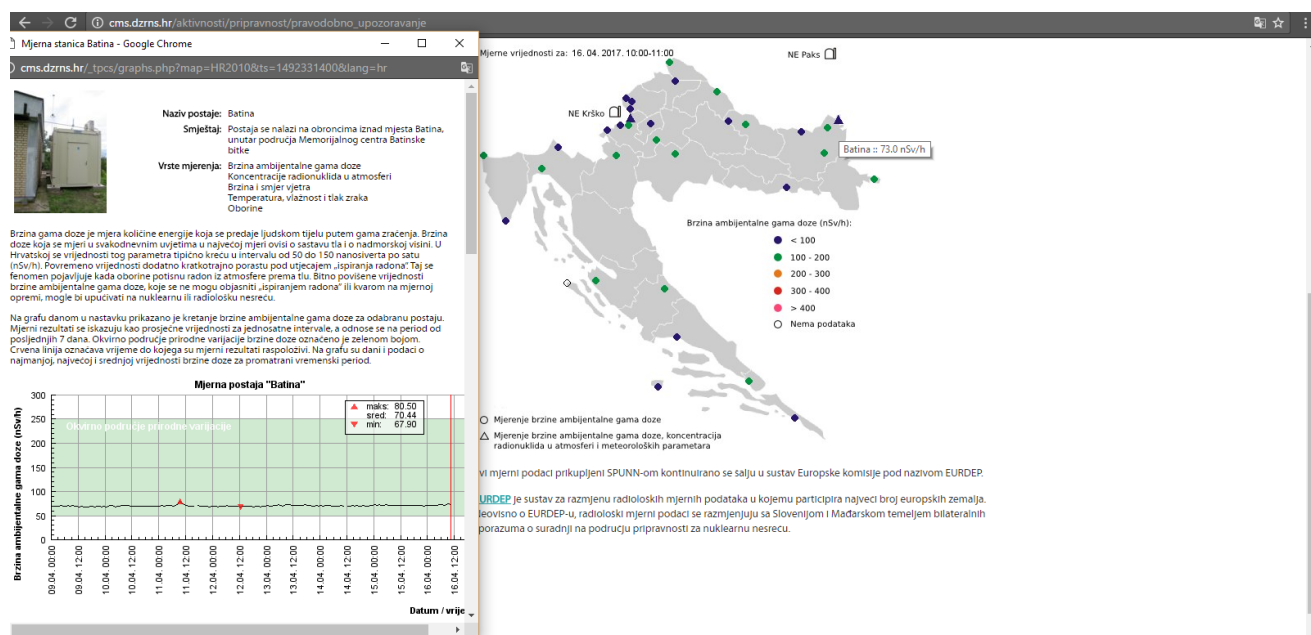 cms.dzrns.hr/aktivnosti/pripravnost/pravodobno_upozoravanje
Mjerna stanica Batina - Google Chrome
cms.dzrns.hr/_tpcs/graphs.php?map=HR2010&ts=1492331400&lang=hr
Naziv postaje: Batina
Smještaj: Postaja se nalazi na obroncima iznad mjesta Batina,
unutar područja Memorijalnog centra Batinske
bitke
Vrste mjerenja: Brzina ambijentalne gama doze
Koncentracije radionuklida u atmosferi
Brzina i smjer vjetra
Temperatura, vlažnost i tlak zraka
Oborine
Brzina gama doze je mjera količine energije koja se predaje ljudskom tijelu putem gama zračenja. Brzina
doze koja se mjeri u svakodnevnim uvjetima u najvećoj mjeri ovisi o sastavu tla i o nadmorskoj visini. U
Hrvatskoj se vrijednosti tog parametra tipično kreću u intervalu od 50 do 150 nanosiverta po satu
(nSv/h). Povremeno vrijednosti dodatno kratkotrajno porastu pod utjecajem „ispiranja radona”. Taj se
fenomen pojavljuje kada oborine potisnu radon iz atmosfere prema tlu. Bitno povišene vrijednosti
brzine ambijentalne gama doze, koje se ne mogu objasniti „ispiranjem radona” ili kvarom na mjernoj
opremi, mogle bi upućivati na nuklearnu ili radiološku nesreću.
Na grafu danom u nastavku prikazano je kretanje brzine ambijentalne gama doze za odabranu postaju.
Mjerni rezultati se iskazuju kao prosječne vrijednosti za jednosatne intervale, a odnose se na period od
posljednjih 7 dana. Okvirno područje prirodne varijacije brzine doze označeno je zelenom bojom.
Crvena linija označava vrijeme do kojega su mjerni rezultati raspoloživi. Na grafu su dani i podaci o
najmanjoj, najvećoj i srednjoj vrijednosti brzine doze za promatrani vremenski period.
Mjerna postaja "Batina"
Brzina ambijentalne gama doze (nSv/h)
300
250
200
150
100
50
0
Okvirno područje prirodne varijacije
maks: 80.50
sred: 70.44
min: 67.90
09.04. 00:00
09.04. 12:00
10.04. 00:00
10.04. 12:00
11.04. 00:00
11.04. 12:00
12.04. 00:00
12.04. 12:00
13.04. 00:00
13.04. 12:00
14.04. 00:00
14.04. 12:00
15.04. 00:00
15.04. 12:00
16.04. 00:00
16.04. 12:00
Datum / vrije
Mjerne vrijednosti za: 16. 04. 2017. 10:00-11:00
NE Paks
NE Krško
Batina :: 73.0 nSv/h
Brzina ambijentalne gama doze (nSv/h):
< 100
100 - 200
200 - 300
300 - 400
> 400
Nema podataka
Mjerenje brzine ambijentalne gama doze
Mjerenje brzine ambijentalne gama doze, koncentracija
radionuklida u atmosferi i meteoroloških parametara
vi mjerni podaci prikupljeni SPUNN-om kontinuirano se šalju u sustav Europske komisije pod nazivom EURDEP.
URDEP je sustav za razmjenu radioloskih mjernih podataka u kojemu participira najveci broj europskih zemalja.
leovisno o EURDEP-u, radioloski mjerni podaci se razmjenjuju sa Slovenijom i Mađarskom temeljem bilateralnih
porazuma o suradnji na području pripravnosti za nuklearnu nesrecu.